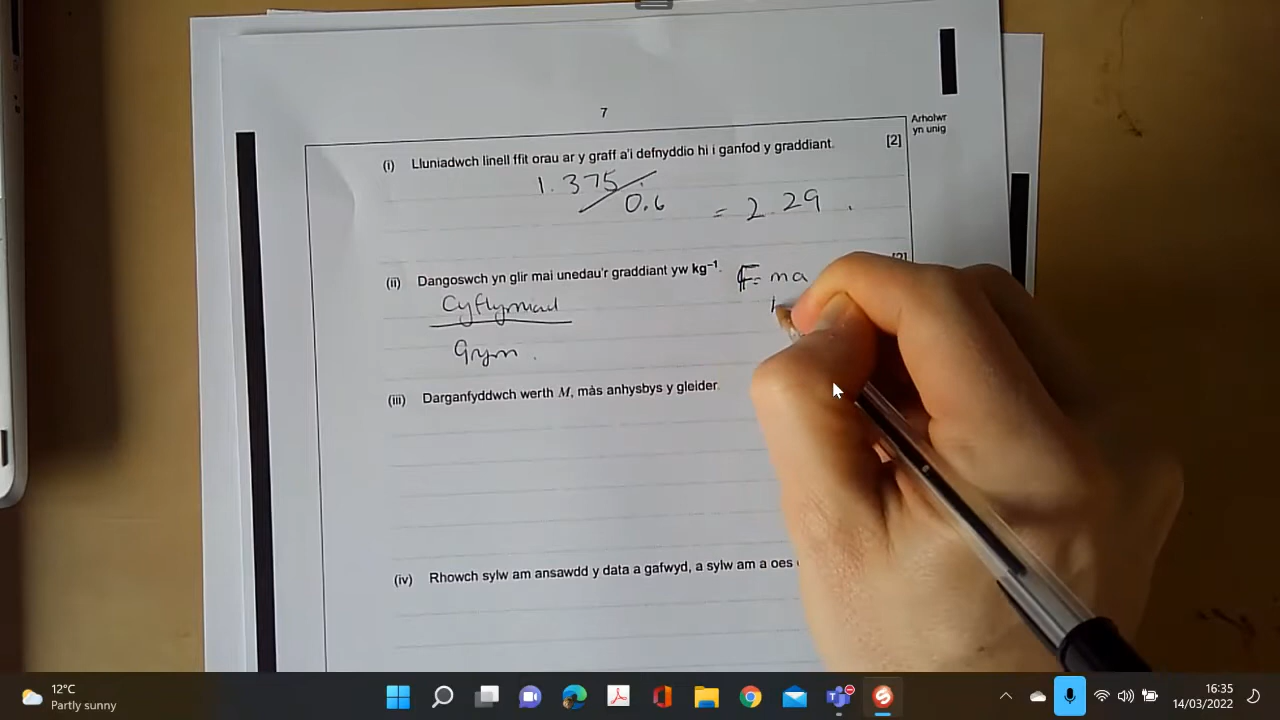 7
Arholwr
yn unig
(i) Lluniadwch linell ffit orau ar y graff a'i defnyddio hi i ganfod y graddiant. [2]
1.375/0.6 = 2.29.
(ii) Dangoswch yn glir mai unedau'r graddiant yw kg⁻¹. [2]
F=ma
Cyflymiad
Grym.
(iii) Darganfyddwch werth M, màs anhysbys y gleider.
(iv) Rhowch sylw am ansawdd y data a gafwyd, a sylw am a oes
12°C
Partly sunny
16:35
14/03/2022